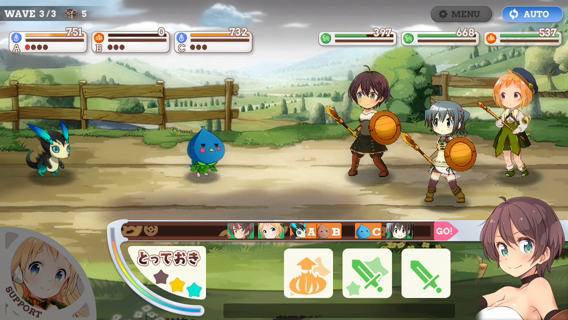 WAVE 3/3 5
MENU
AUTO
751
0
732
397
668
537
A
B
C
A B C GO!
とっておき
SUPPORT